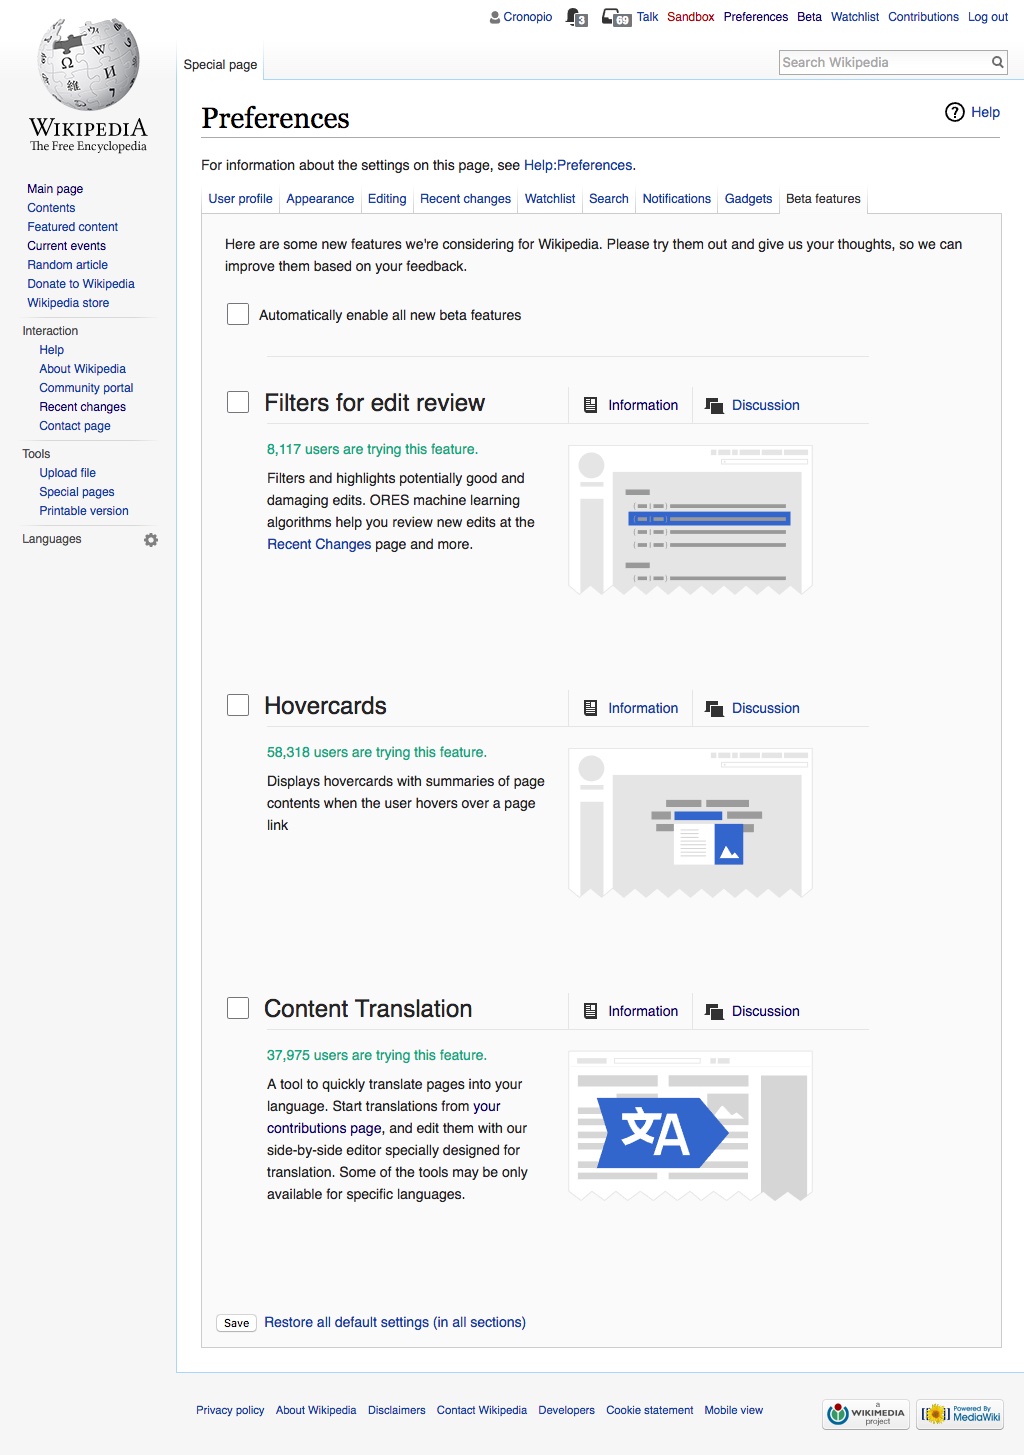 Cronopio 3 69 Talk Sandbox Preferences Beta Watchlist Contributions Log out
Special page
Search Wikipedia
WIKIPEDIA
The Free Encyclopedia
Main page
Contents
Featured content
Current events
Random article
Donate to Wikipedia
Wikipedia store
Interaction
Help
About Wikipedia
Community portal
Recent changes
Contact page
Tools
Upload file
Special pages
Printable version
Languages
Preferences
Help
For information about the settings on this page, see Help:Preferences.
User profile Appearance Editing Recent changes Watchlist Search Notifications Gadgets Beta features
Here are some new features we're considering for Wikipedia. Please try them out and give us your thoughts, so we can
improve them based on your feedback.
Automatically enable all new beta features
Filters for edit review Information Discussion
8,117 users are trying this feature.
Filters and highlights potentially good and
damaging edits. ORES machine learning
algorithms help you review new edits at the
Recent Changes page and more.
Hovercards Information Discussion
58,318 users are trying this feature.
Displays hovercards with summaries of page
contents when the user hovers over a page
link
Content Translation Information Discussion
37,975 users are trying this feature.
A tool to quickly translate pages into your
language. Start translations from your
contributions page, and edit them with our
side-by-side editor specially designed for
translation. Some of the tools may be only
available for specific languages.
文A
Save Restore all default settings (in all sections)
Privacy policy About Wikipedia Disclaimers Contact Wikipedia Developers Cookie statement Mobile view
a
WIKIMEDIA
project
Powered By
MediaWiki